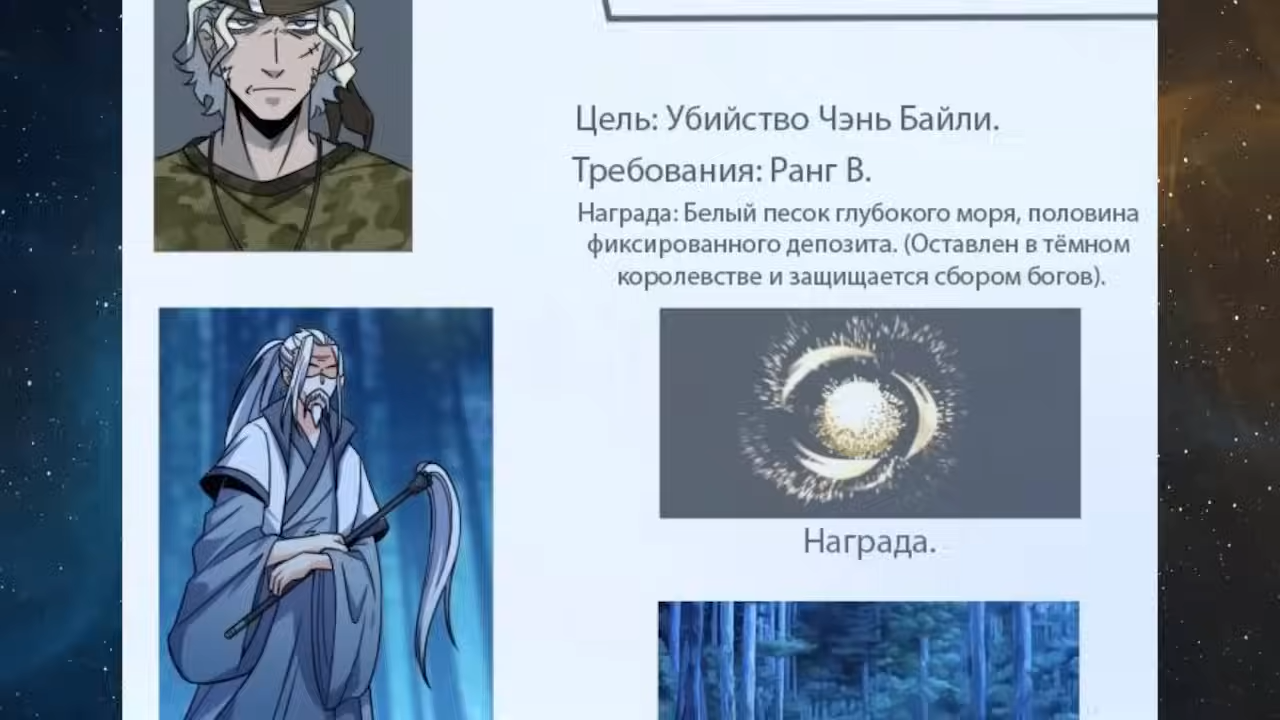 Цель: Убийство Чэнь Байли.
Требования: Ранг В.
Награда: Белый песок глубокого моря, половина
фиксированного депозита. (Оставлен в тёмном
королевстве и защищается сбором богов).
Награда.